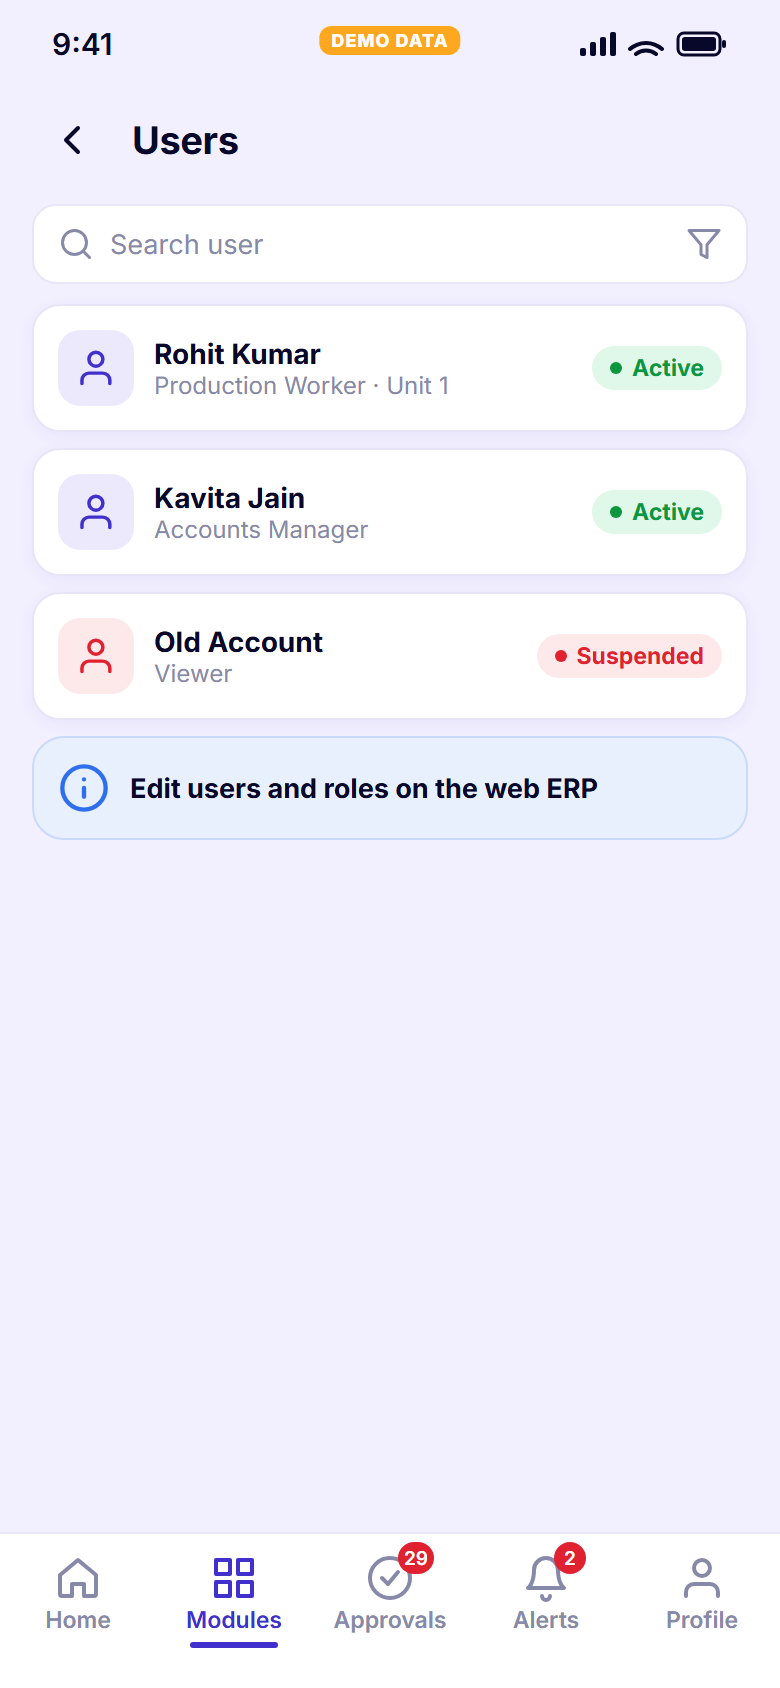 9:41
DEMO DATA
Users
Search user
Rohit Kumar
Production Worker · Unit 1
Active
Kavita Jain
Accounts Manager
Active
Old Account
Viewer
Suspended
Edit users and roles on the web ERP
29
2
Home
Modules
Approvals
Alerts
Profile